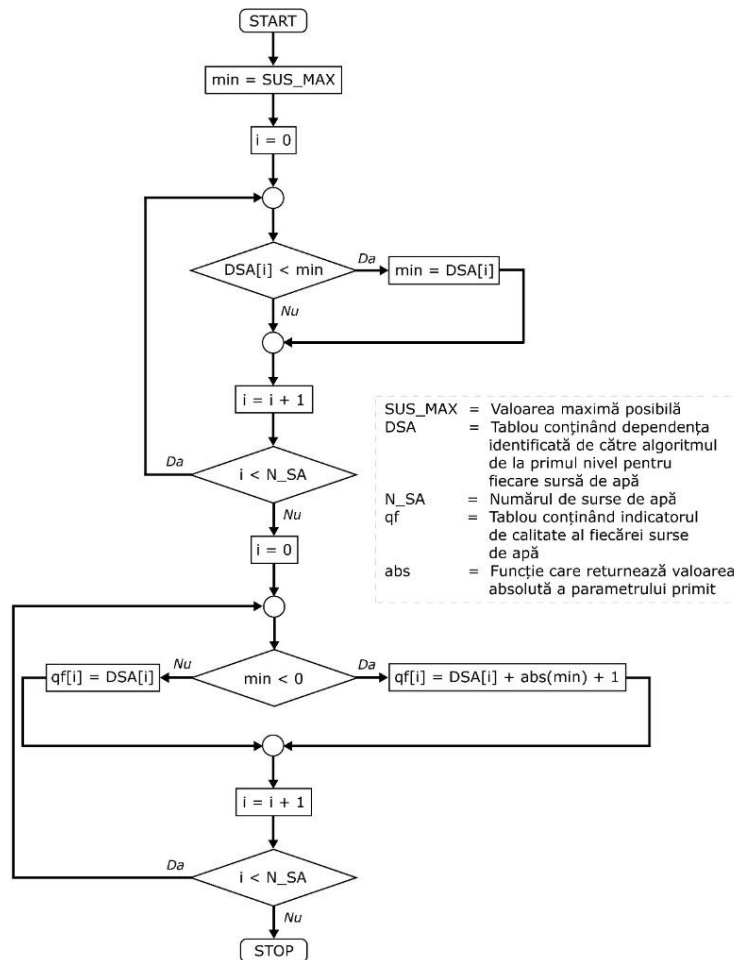 START
min = SUS_MAX
i = 0
DSA[i] < min
Da
min = DSA[i]
Nu
i = i + 1
i < N_SA
Da
Nu
i = 0
SUS_MAX = Valoarea maximă posibilă
DSA = Tablou conținând dependența
identificată de către algoritmul
de la primul nivel pentru
fiecare sursă de apă
N_SA = Numărul de surse de apă
qf = Tablou conținând indicatorul
de calitate al fiecărei surse
de apă
abs = Funcție care returnează valoarea
absolută a parametrului primit
qf[i] = DSA[i]
Nu
min < 0
Da
qf[i] = DSA[i] + abs(min) + 1
i = i + 1
Da
i < N_SA
Nu
STOP